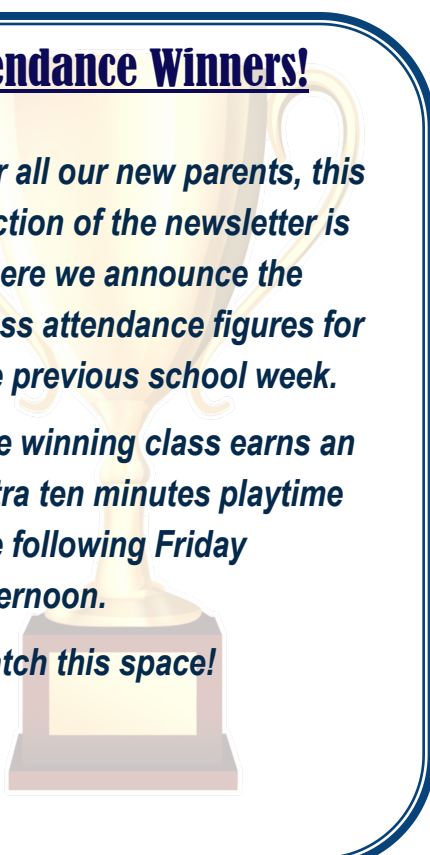 endance Winners!
r all our new parents, this
ction of the newsletter is
ere we announce the
ss attendance figures for
e previous school week.
e winning class earns an
tra ten minutes playtime
e following Friday
ernoon.
atch this space!